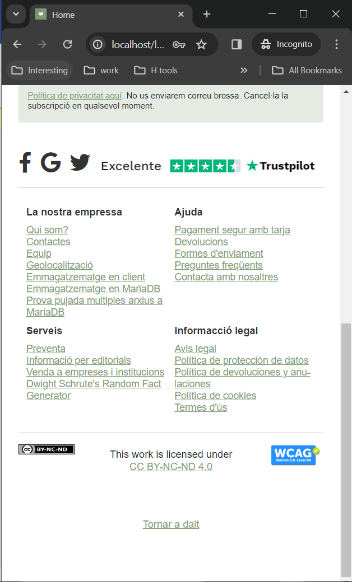 Home
localhost/l...
Incognito
Interesting
work
H tools
»
All Bookmarks
Política de privacitat aquí. No us enviarem correu brossa. Cancel·la la
subscripció en qualsevol moment.
Excelente
Trustpilot
La nostra empressa
Qui som?
Contactes
Equip
Geolocalització
Emmagatzematge en client
Emmagatzematge en MariaDB
Prova pujada multiples arxius a
MariaDB
Ajuda
Pagament segur amb tarja
Devolucions
Formes d'enviament
Preguntes freqüents
Contacta amb nosaltres
Serveis
Preventa
Informació per editorials
Venda a empreses i institucions
Dwight Schrute's Random Fact
Generator
Informacció legal
Avis legal
Política de protección de datos
Política de devoluciones y anu-
laciones
Política de cookies
Termes d'ús
CC BY-NC-ND
This work is licensed under
CC BY-NC-ND 4.0
WCAG
Tornar a dalt